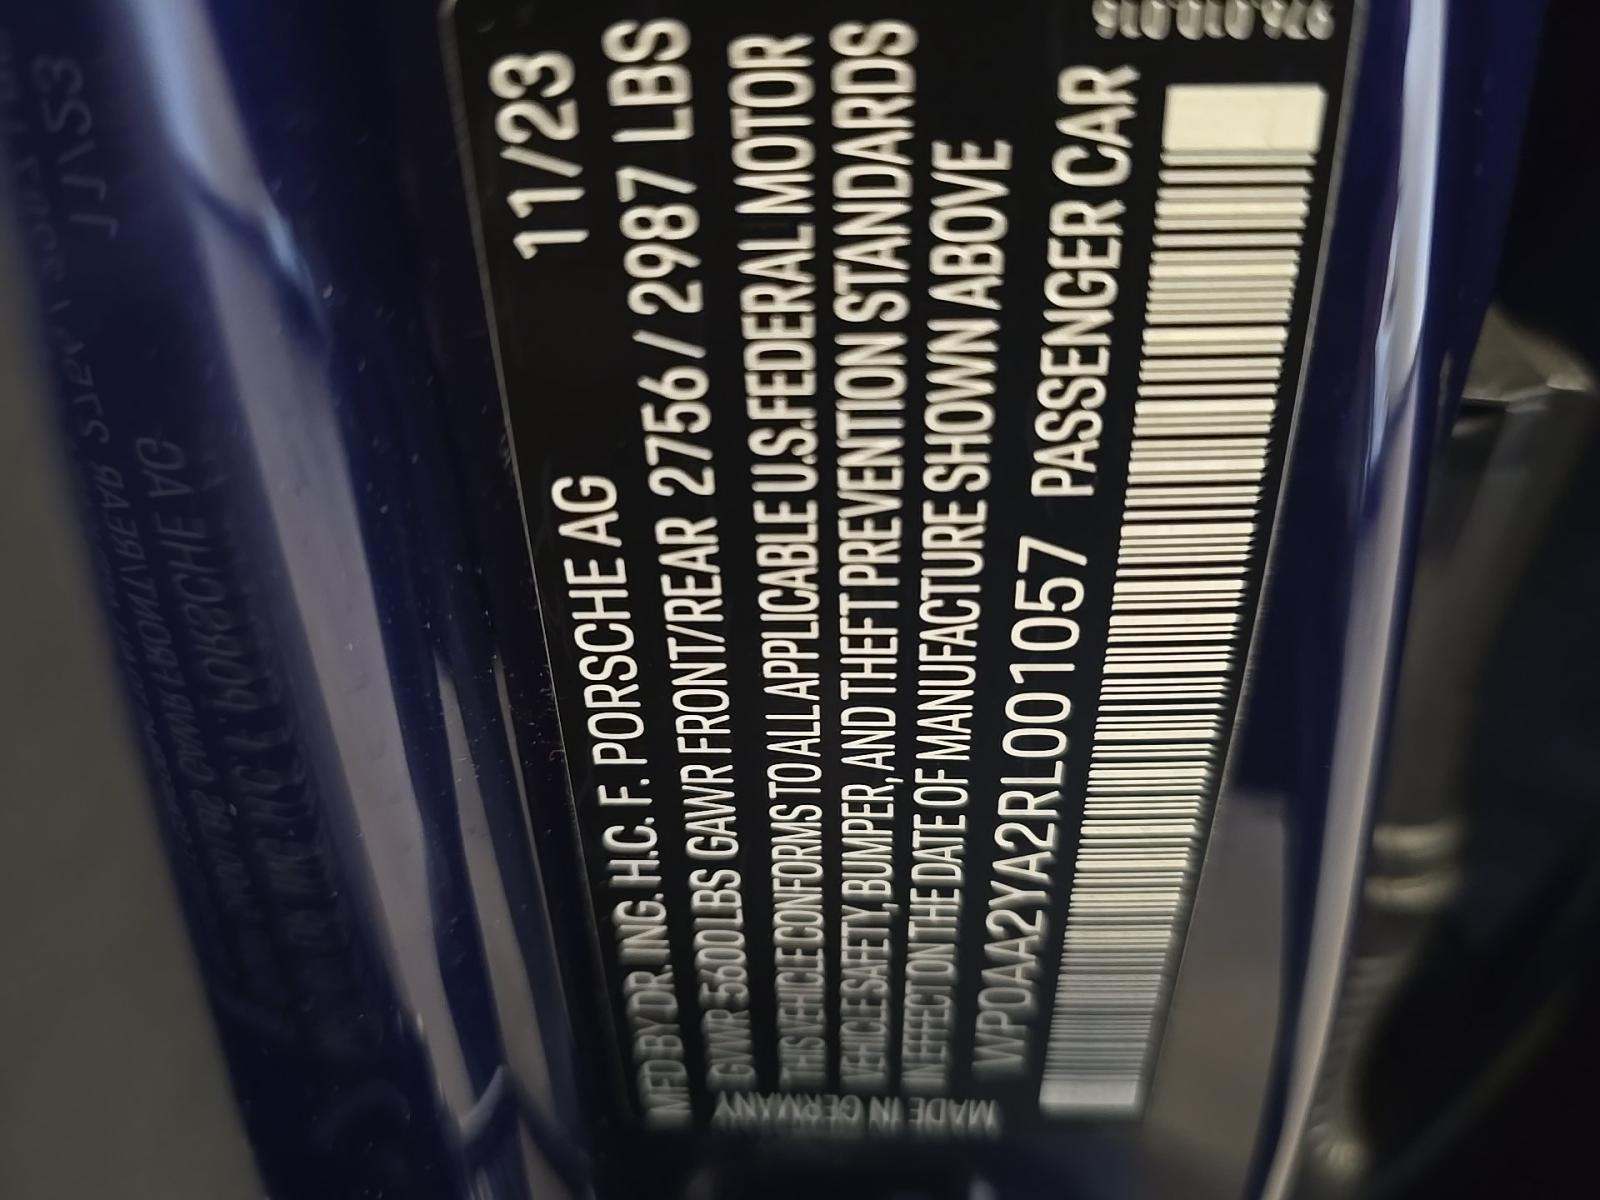 MFD BY DR. ING. H.C. F. PORSCHE AG 11/23
GVWR 5600 LBS GAWR FRONT/REAR 2756 / 2987 LBS
THIS VEHICLE CONFORMS TO ALL APPLICABLE U.S. FEDERAL MOTOR
VEHICLE SAFETY, BUMPER, AND THEFT PREVENTION STANDARDS
IN EFFECT ON THE DATE OF MANUFACTURE SHOWN ABOVE
WP0AA2YA2RL001057 PASSENGER CAR
MADE IN GERMANY